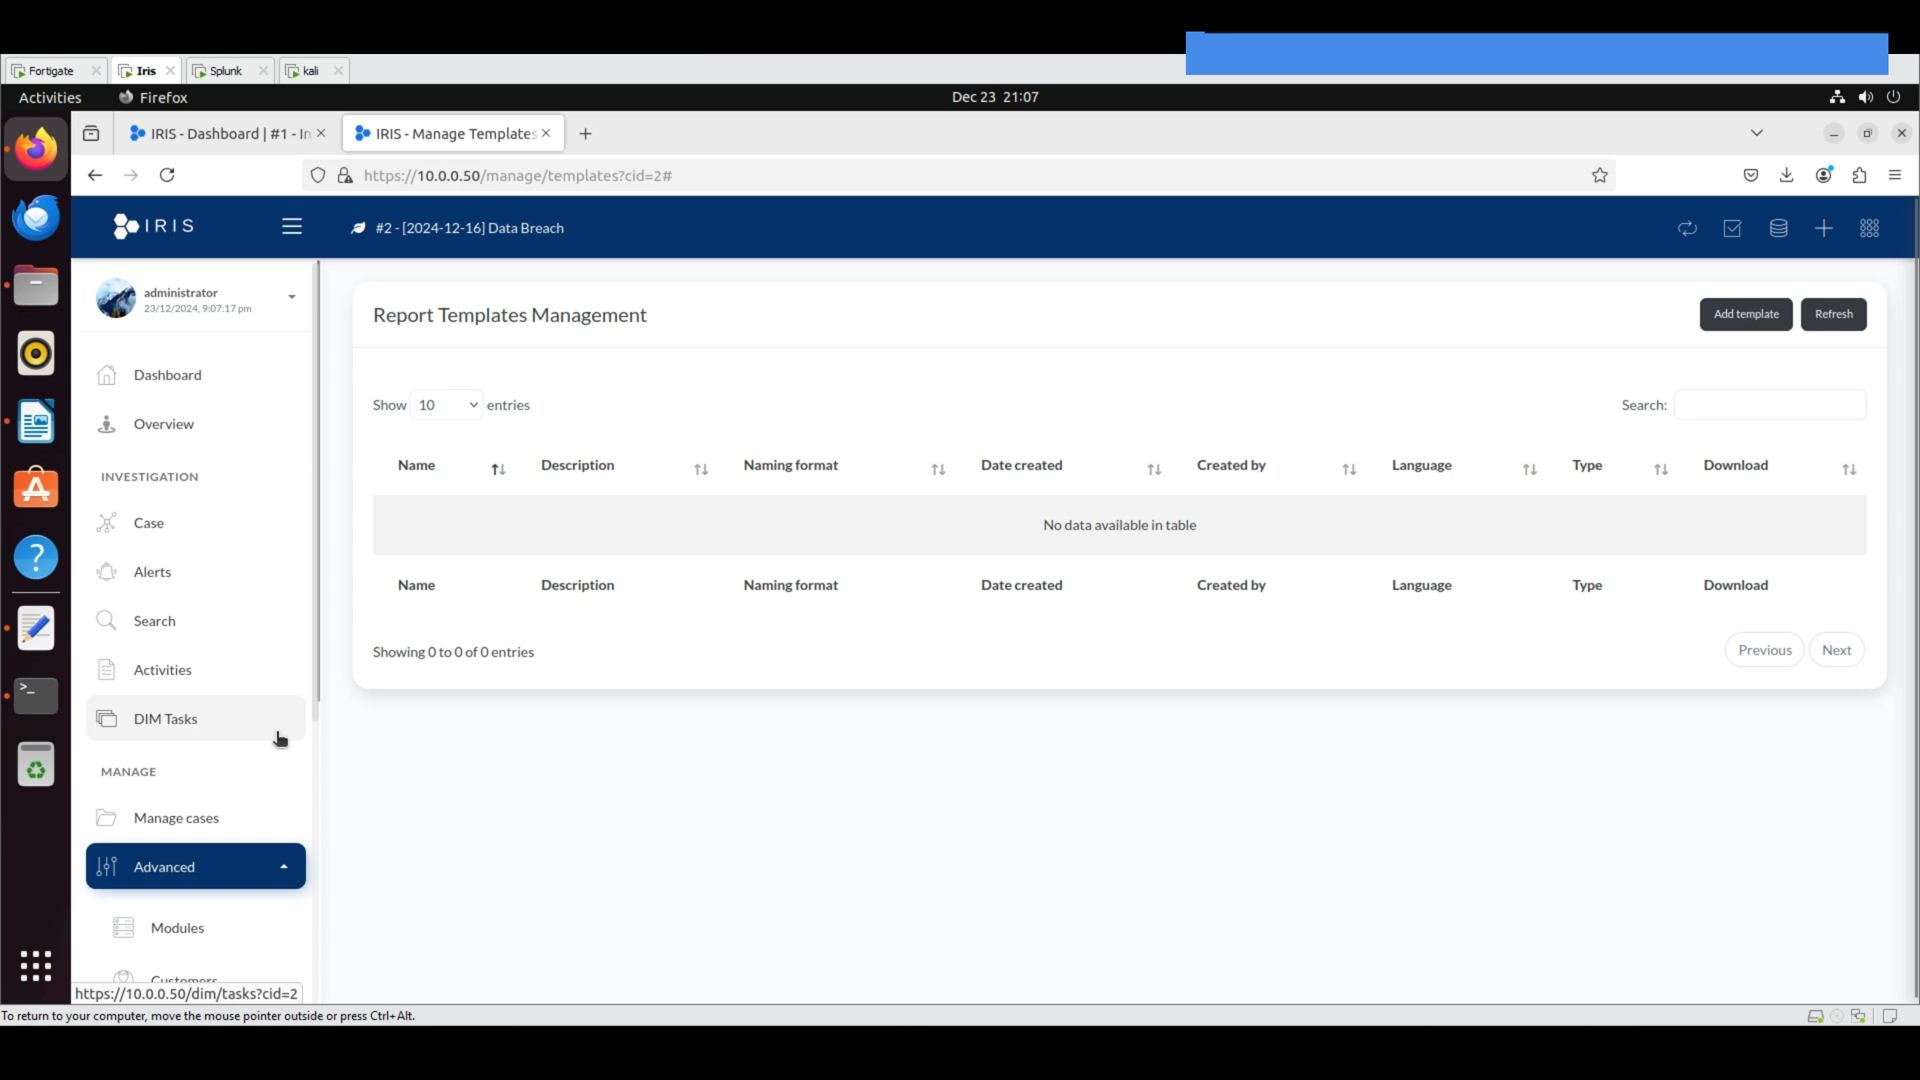 Fortigate
Iris
Splunk
kali
Activities
Firefox
Dec 23 21:07
IRIS - Dashboard | #1 - In
IRIS - Manage Templates
https://10.0.0.50/manage/templates?cid=2#
IRIS
#2 - [2024-12-16] Data Breach
administrator
23/12/2024, 9:07:17 pm
Dashboard
Overview
INVESTIGATION
Case
Alerts
Search
Activities
DIM Tasks
MANAGE
Manage cases
Advanced
Modules
Customers
https://10.0.0.50/dim/tasks?cid=2
Report Templates Management
Add template
Refresh
Show 10 entries
Search:
Name Description Naming format Date created Created by Language Type Download
No data available in table
Name Description Naming format Date created Created by Language Type Download
Showing 0 to 0 of 0 entries
Previous
Next
To return to your computer, move the mouse pointer outside or press Ctrl+Alt.